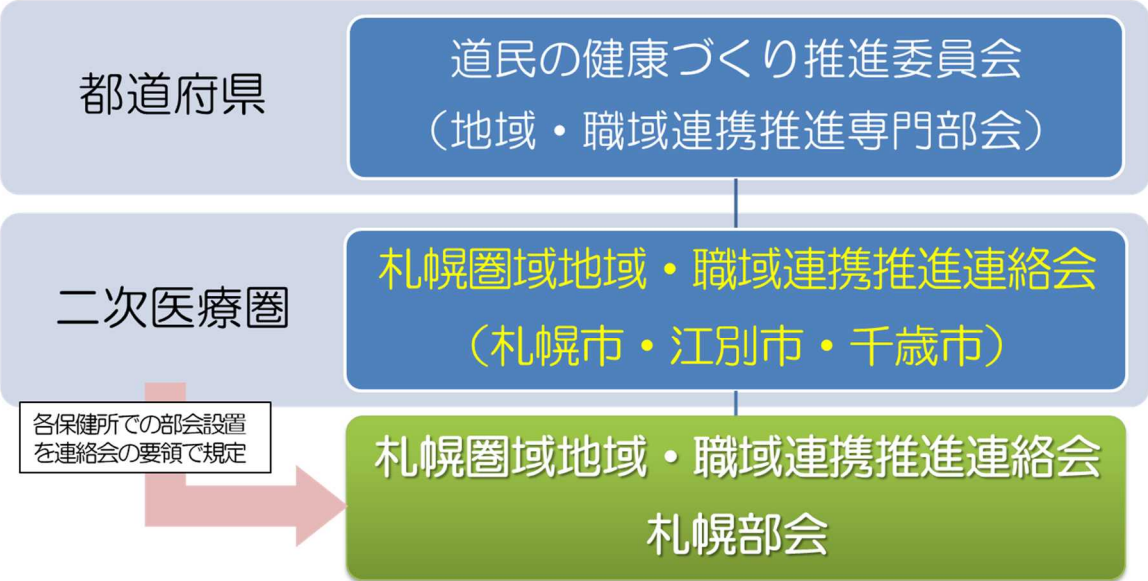 都道府県
道民の健康づくり推進委員会
（地域・職域連携推進専門部会）
二次医療圏
札幌圏域地域・職域連携推進連絡会
（札幌市・江別市・千歳市）
各保健所での部会設置
を連絡会の要領で規定
札幌圏域地域・職域連携推進連絡会
札幌部会